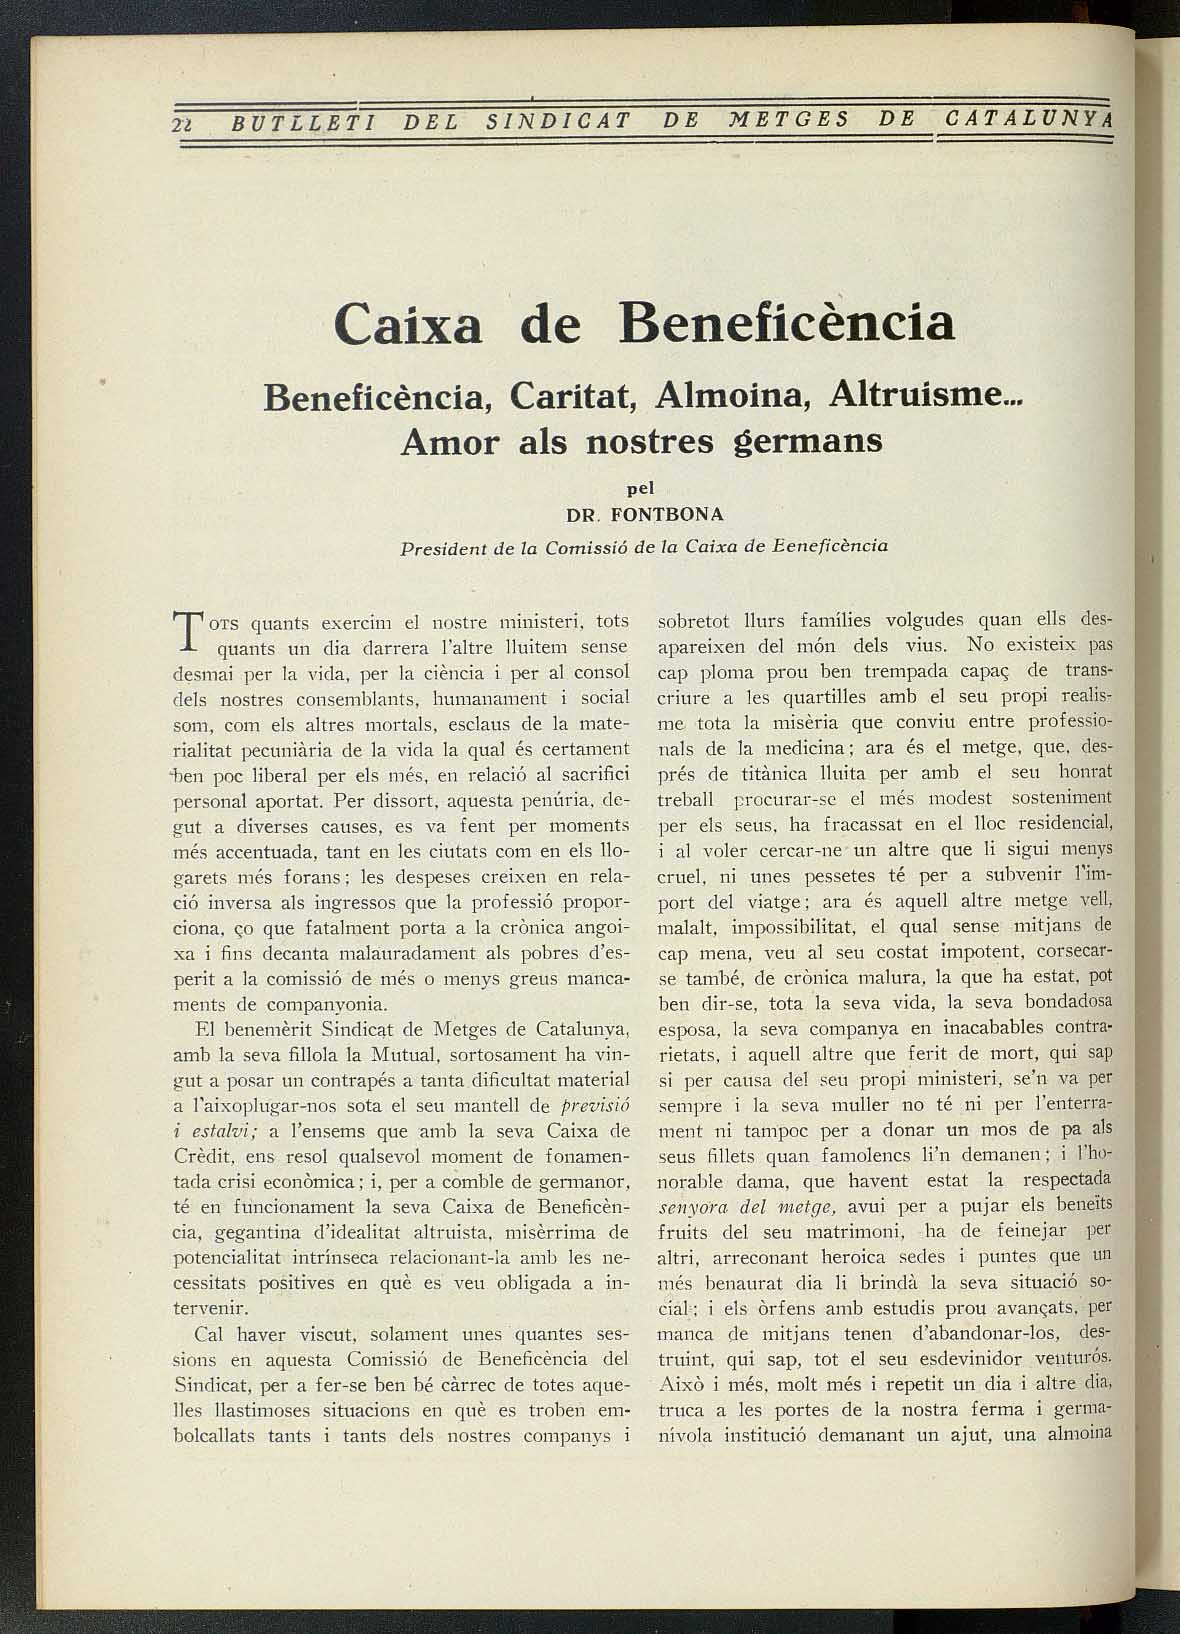 22 BUTLLETI DEL SINDICAT DE METGES DE CATALUNYA
Caixa de Beneficència
Beneficència, Caritat, Almoina, Altruisme...
Amor als nostres germans
pel
DR. FONTBONA
President de la Comissió de la Caixa de Eeneficència
TOTS quants exercim el nostre ministeri, tots
quants un dia darrera l'altre lluitem sense
desmai per la vida, per la ciència i per al consol
dels nostres consemblants, humanament i social
som, com els altres mortals, esclaus de la mate-
rialitat pecuniària de la vida la qual és certament
ben poc liberal per els més, en relació al sacrifici
personal aportat. Per dissort, aquesta penúria, de-
gut a diverses causes, es va fent per moments
més accentuada, tant en les ciutats com en els llo-
garets més forans; les despeses creixen en rela-
ció inversa als ingressos que la professió propor-
ciona, ço que fatalment porta a la crònica angoi-
xa i fins decanta malauradament als pobres d'es-
perit a la comissió de més o menys greus manca-
ments de companyonia.
El benemèrit Sindicat de Metges de Catalunya,
amb la seva fillola la Mutual, sortosament ha vin-
gut a posar un contrapés a tanta dificultat material
a l'aixoplugar-nos sota el seu mantell de previsió
i estalvi; a l'ensems que amb la seva Caixa de
Crèdit, ens resol qualsevol moment de fonamen-
tada crisi econòmica; i, per a comble de germanor,
té en funcionament la seva Caixa de Beneficèn-
cia, gegantina d'idealitat altruista, misèrrima de
potencialitat intrínseca relacionant-la amb les ne-
cessitats positives en què es veu obligada a in-
tervenir.
Cal haver viscut, solament unes quantes ses-
sions en aquesta Comissió de Beneficència del
Sindicat, per a fer-se ben bé càrrec de totes aque-
lles llastimoses situacions en què es troben em-
bolcallats tants i tants dels nostres companys i
sobretot llurs famílies volgudes quan ells des-
apareixen del món dels vius. No existeix pas
cap ploma prou ben trempada capaç de trans-
criure a les quartilles amb el seu propi realis-
me tota la misèria que conviu entre professio-
nals de la medicina; ara és el metge, que, des-
prés de titànica lluita per amb el seu honrat
treball procurar-se el més modest sosteniment
per els seus, ha fracassat en el lloc residencial,
i al voler cercar-ne un altre que li sigui menys
cruel, ni unes pessetes té per a subvenir l'im-
port del viatge; ara és aquell altre metge vell,
malalt, impossibilitat, el qual sense mitjans de
cap mena, veu al seu costat impotent, corsecar-
se també, de crònica malura, la que ha estat, pot
ben dir-se, tota la seva vida, la seva bondadosa
esposa, la seva companya en inacabables contra-
rietats, i aquell altre que ferit de mort, qui sap
si per causa del seu propi ministeri, se'n va per
sempre i la seva muller no té ni per l'enterra-
ment ni tampoc per a donar un mos de pa als
seus fillets quan famolencs li'n demanen; i l'ho-
norable dama, que havent estat la respectada
senyora del metge, avui per a pujar els beneïts
fruits del seu matrimoni, ha de feinejar per
altri, arreconant heroica sedes i puntes que un
més benaurat dia li brindà la seva situació so-
cial; i els òrfens amb estudis prou avançats, per
manca de mitjans tenen d'abandonar-los, des-
truint, qui sap, tot el seu esdevinidor venturós.
Això i més, molt més i repetit un dia i altre dia,
truca a les portes de la nostra ferma i germa-
nívola institució demanant un ajut, una almoina